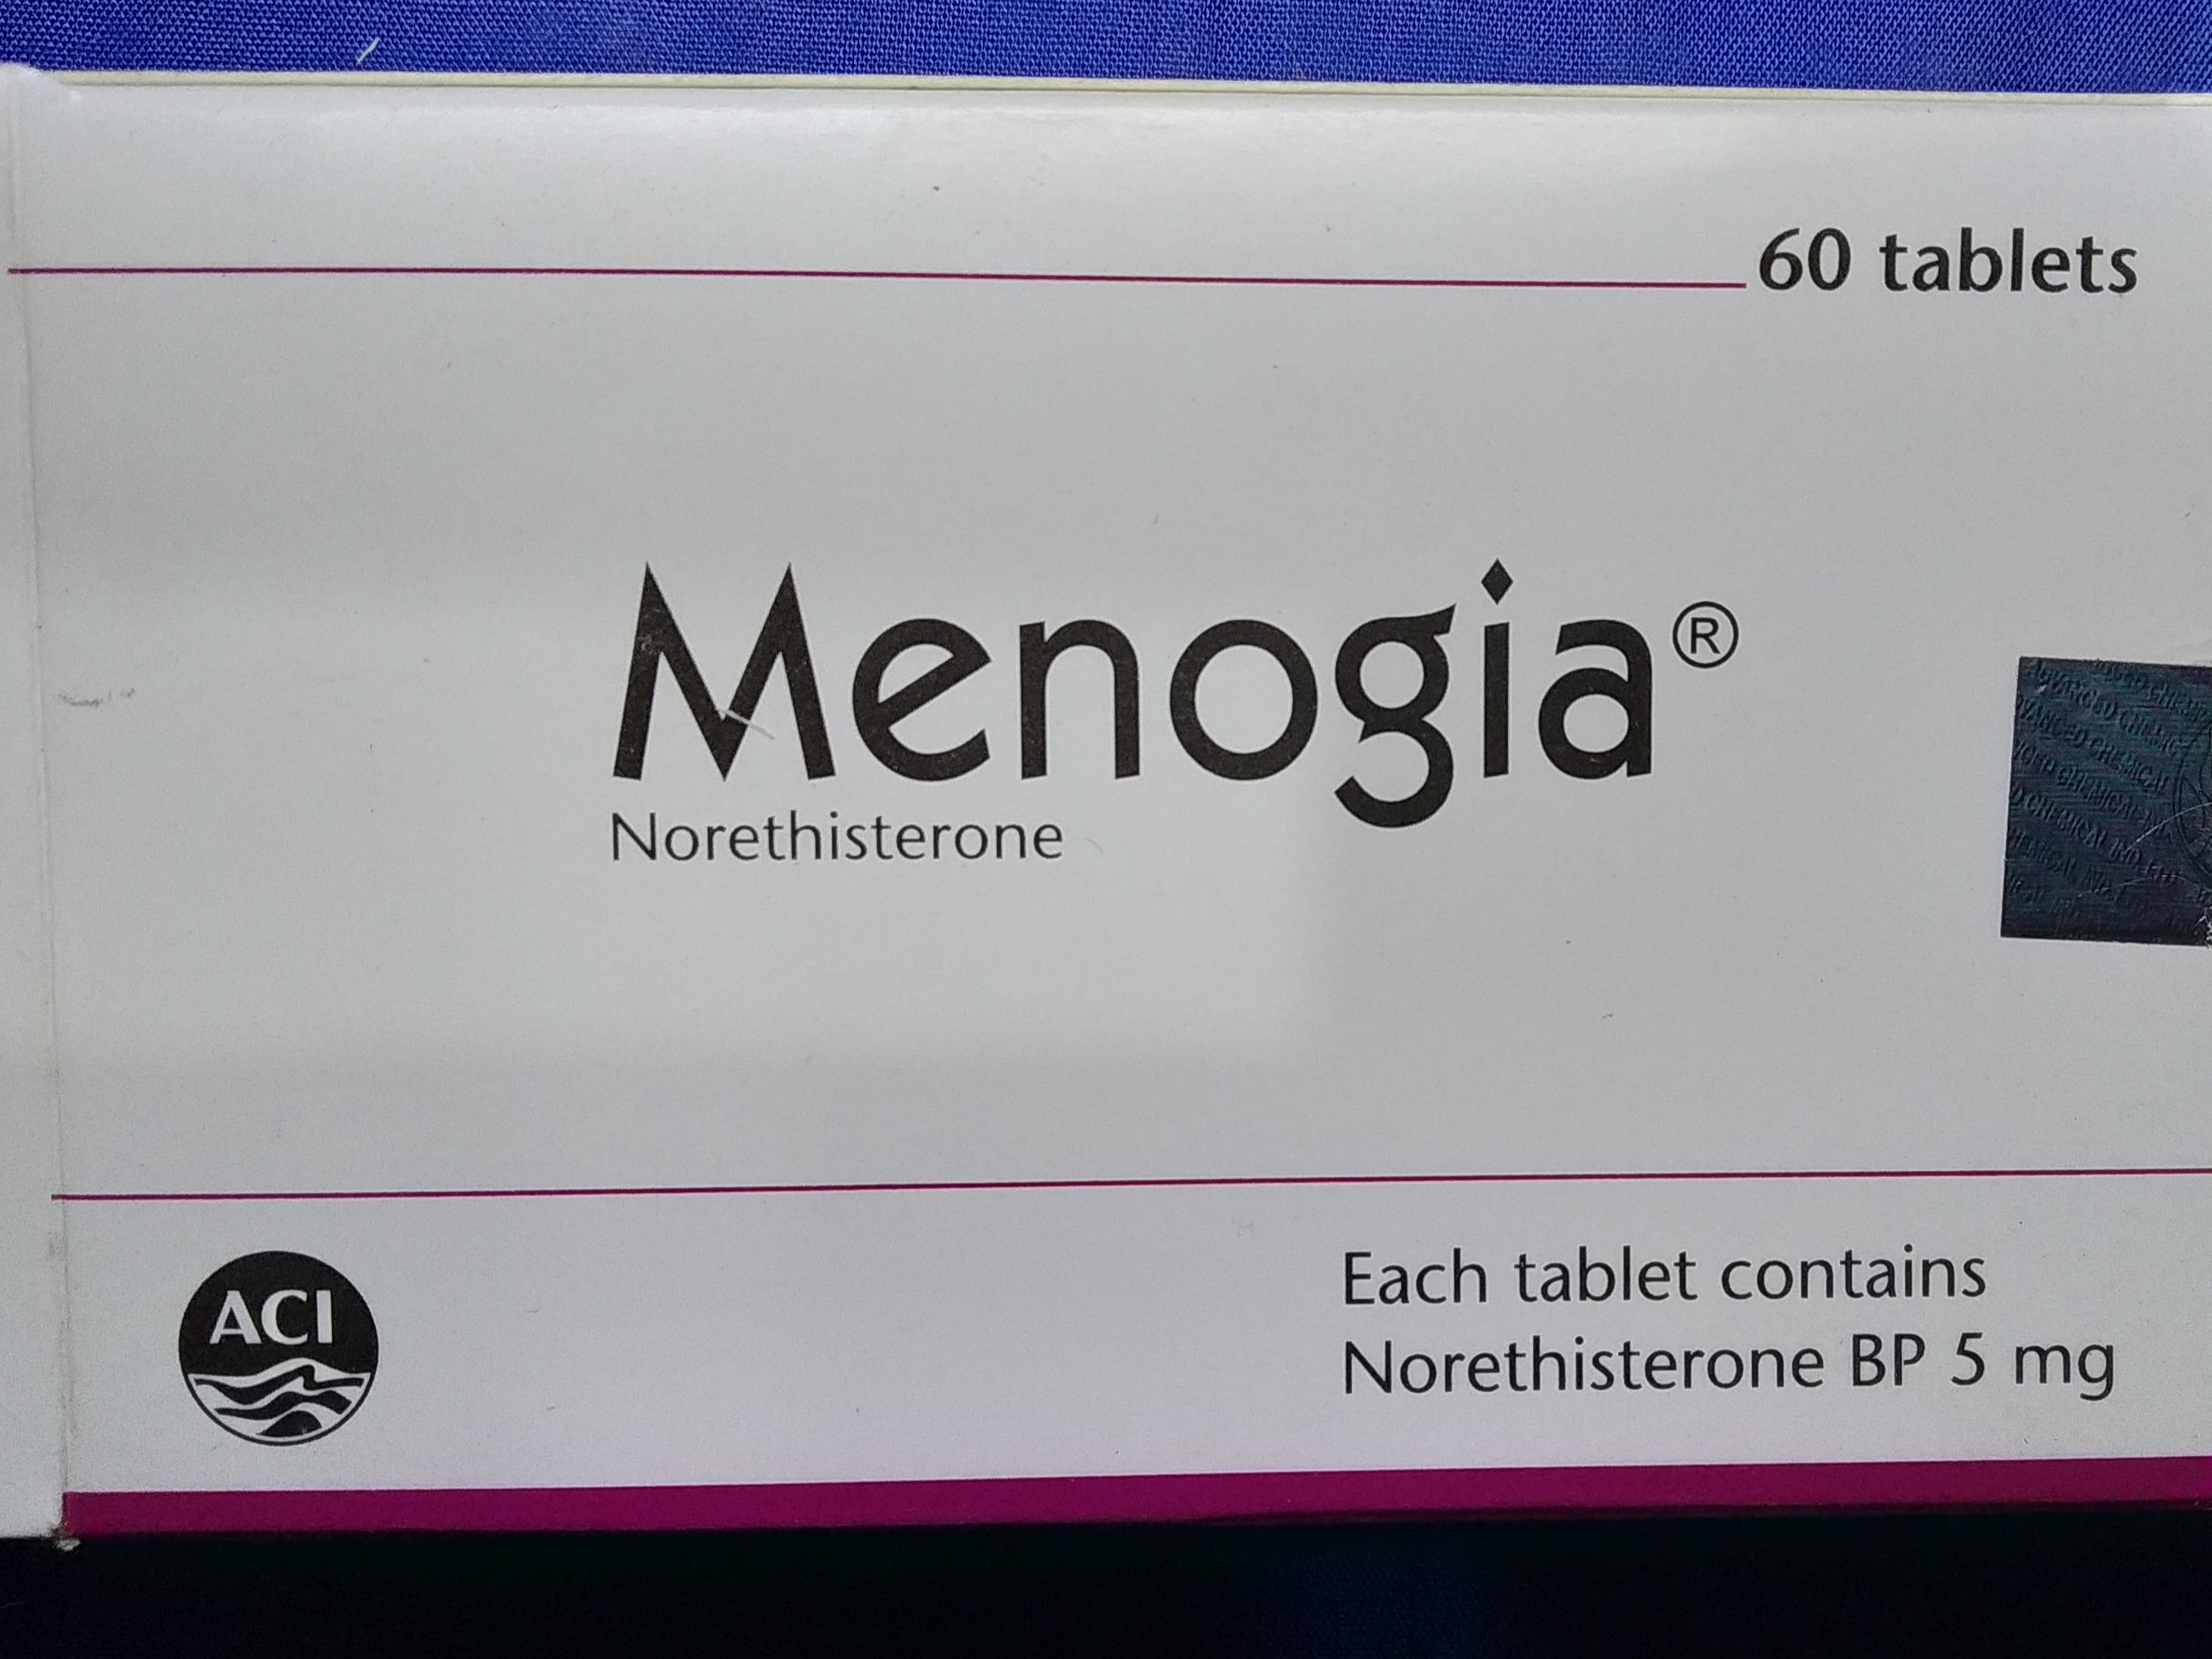 60 tablets
Menogia®
Norethisterone
ACI
Each tablet contains
Norethisterone BP 5 mg